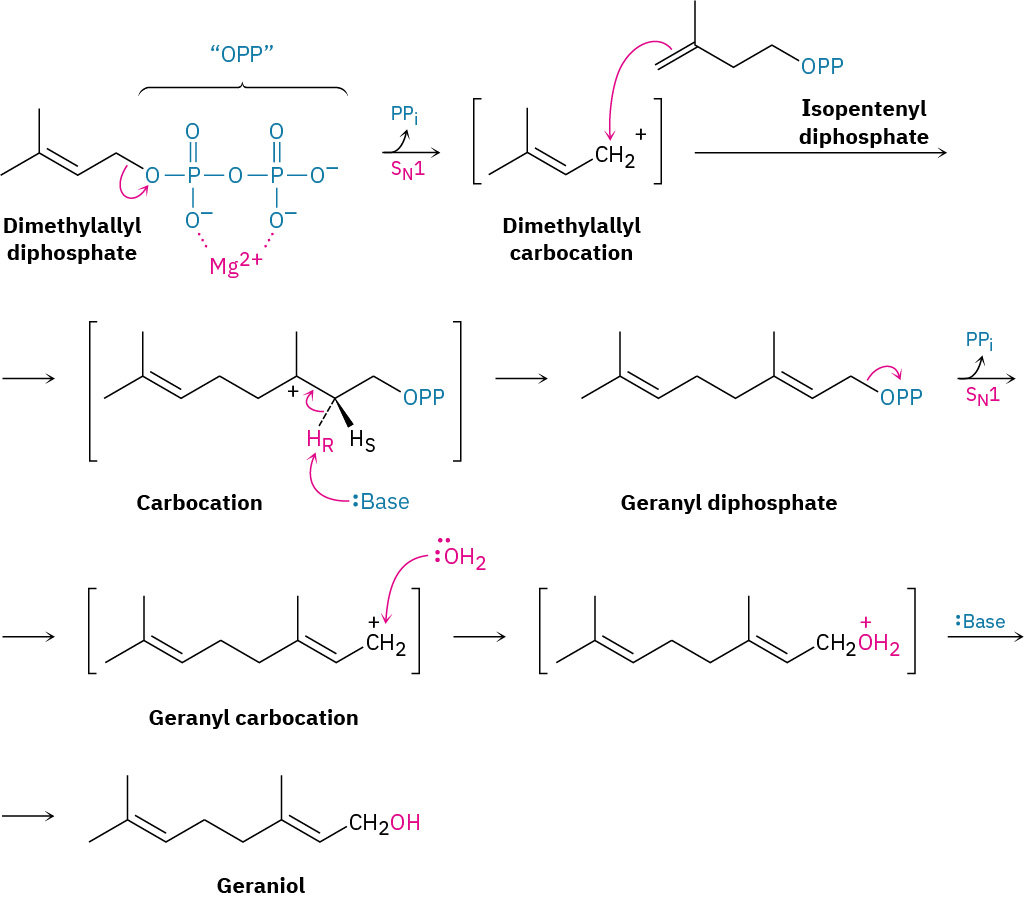 “OPP”
O
O
O
P
O
P
O−
O−
O−
Mg2+
Dimethylallyl
diphosphate
PPi
SN1
CH2
+
Dimethylallyl
carbocation
OPP
Isopentenyl
diphosphate
+
OPP
HR
HS
:Base
Carbocation
OPP
Geranyl diphosphate
PPi
SN1
+
CH2
:OH2
Geranyl carbocation
+
CH2OH2
:Base
CH2OH
Geraniol